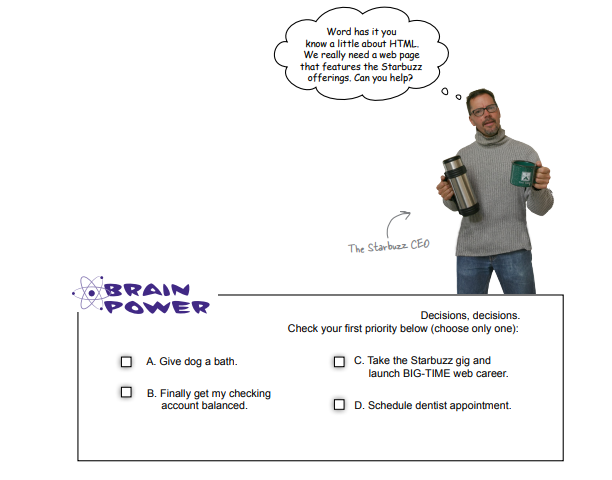 Word has it you
know a little about HTML.
We really need a web page
that features the Starbuzz
offerings. Can you help?
The Starbuzz CEO
BRAIN
POWER
Decisions, decisions.
Check your first priority below (choose only one):
A. Give dog a bath.
B. Finally get my checking
account balanced.
C. Take the Starbuzz gig and
launch BIG-TIME web career.
D. Schedule dentist appointment.